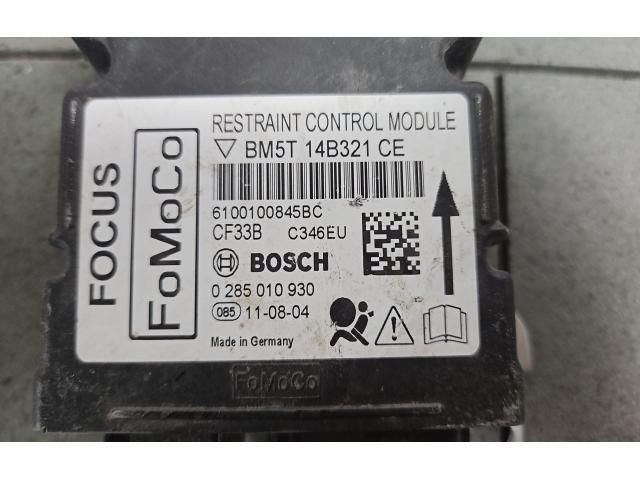 FOCUS
FoMoCo
RESTRAINT CONTROL MODULE
BM5T 14B321 CE
6100100845BC
CF33B C346EU
BOSCH
0 285 010 930
085 11-08-04
Made in Germany
FoMoCo